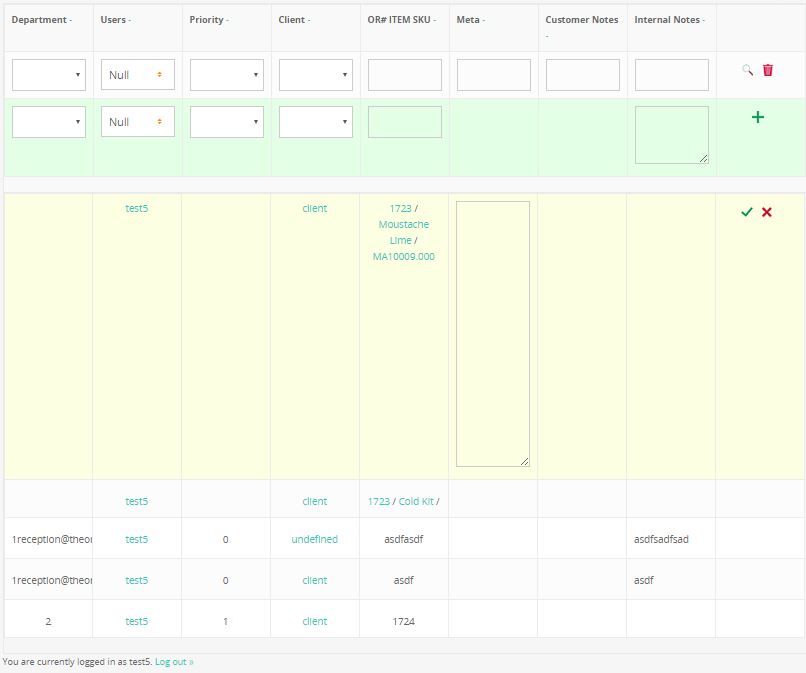 Department - Users - Priority - Client - OR# ITEM SKU - Meta - Customer Notes - Internal Notes -
Null
Null
test5 client 1723 /
Moustache
Lime /
MA10009.000
test5 client 1723 / Cold Kit /
1reception@theor test5 0 undefined asdfasdf asdfsadfsad
1reception@theor test5 0 client asdf asdf
2 test5 1 client 1724
You are currently logged in as test5. Log out »